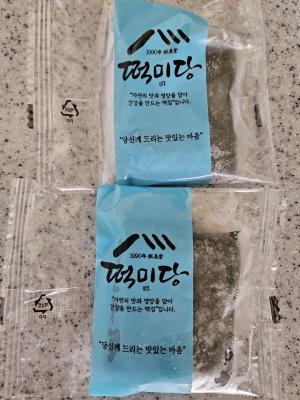 1990年 餠美堂
떡미당
"자연의 맛과 영양을 담아
건강을 만드는 떡집"입니다.
"당신께 드리는 맛있는 마음"
1990年 餠美堂
떡미당
"자연의 맛과 영양을 담아
건강을 만드는 떡집"입니다.
"당신께 드리는 맛있는 마음"